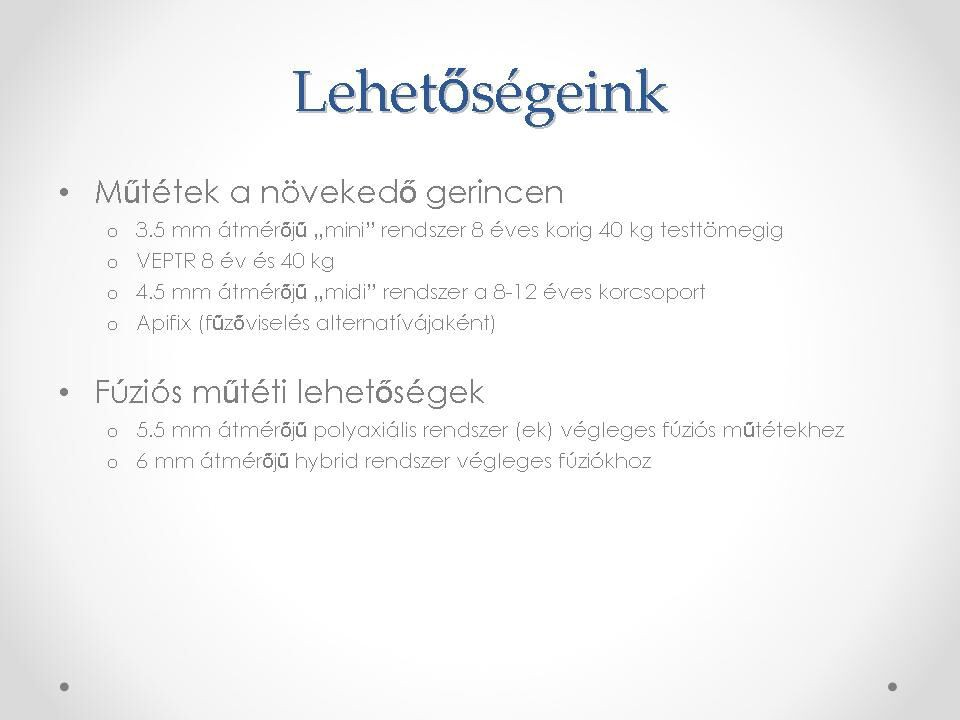 Lehetőségeink
• Műtétek a növekedő gerincen
o 3.5 mm átmérőjű „mini” rendszer 8 éves korig 40 kg testtömegig
o VEPTR 8 év és 40 kg
o 4.5 mm átmérőjű „midi” rendszer a 8-12 éves korcsoport
o Apifix (fűzőviselés alternatívájaként)
• Fúziós műtéti lehetőségek
o 5.5 mm átmérőjű polyaxiális rendszer (ek) végleges fúziós műtétekhez
o 6 mm átmérőjű hybrid rendszer végleges fúziókhoz